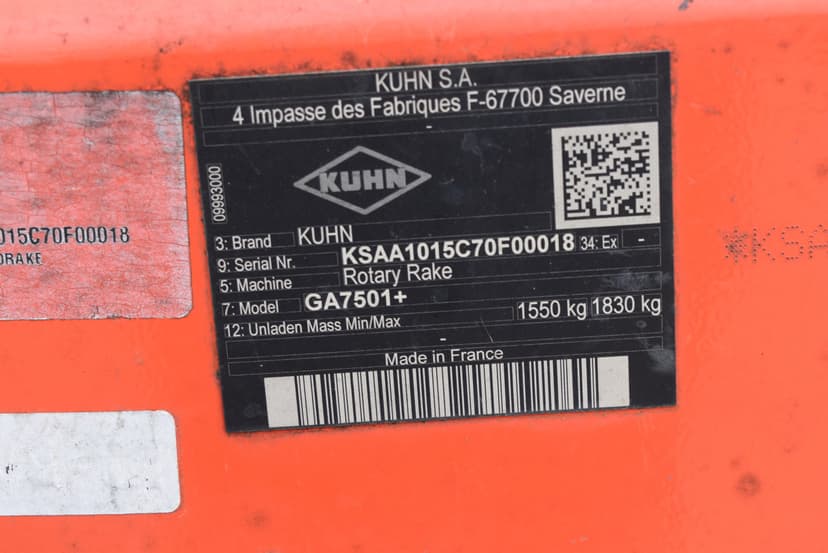 KUHN S.A.
4 Impasse des Fabriques F-67700 Saverne
-
KUHN
09993000
3: Brand KUHN
9: Serial Nr. KSAA1015C70F00018 34: Ex -
5: Machine Rotary Rake
7: Model GA7501+
12: Unladen Mass Min/Max 1550 kg 1830 kg
-
Made in France
015C70F00018
DRAKE
*KSA